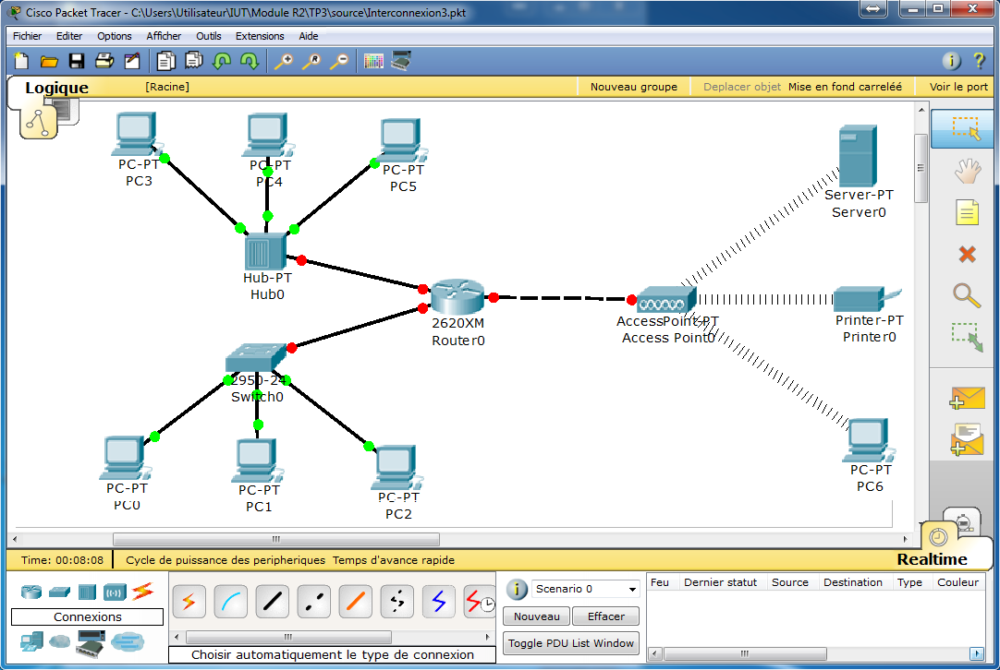 Cisco Packet Tracer - C:\Users\Utilisateur\IUT\Module R2\TP3\source\Interconnexion3.pkt
Fichier Editer Options Afficher Outils Extensions Aide
Logique [Racine] Nouveau groupe Deplacer objet Mise en fond carreléé Voir le port
PC-PT
PC3
PC-PT
PC4
PC-PT
PC5
Server-PT
Server0
Hub-PT
Hub0
2620XM
Router0
AccessPoint-PT
Access Point0
Printer-PT
Printer0
2950-24
Switch0
PC-PT
PC0
PC-PT
PC1
PC-PT
PC2
PC-PT
PC6
Time: 00:08:08 Cycle de puissance des peripheriques Temps d'avance rapide
Realtime
Connexions
Choisir automatiquement le type de connexion
Scenario 0
Nouveau Effacer
Toggle PDU List Window
Feu Dernier statut Source Destination Type Couleur